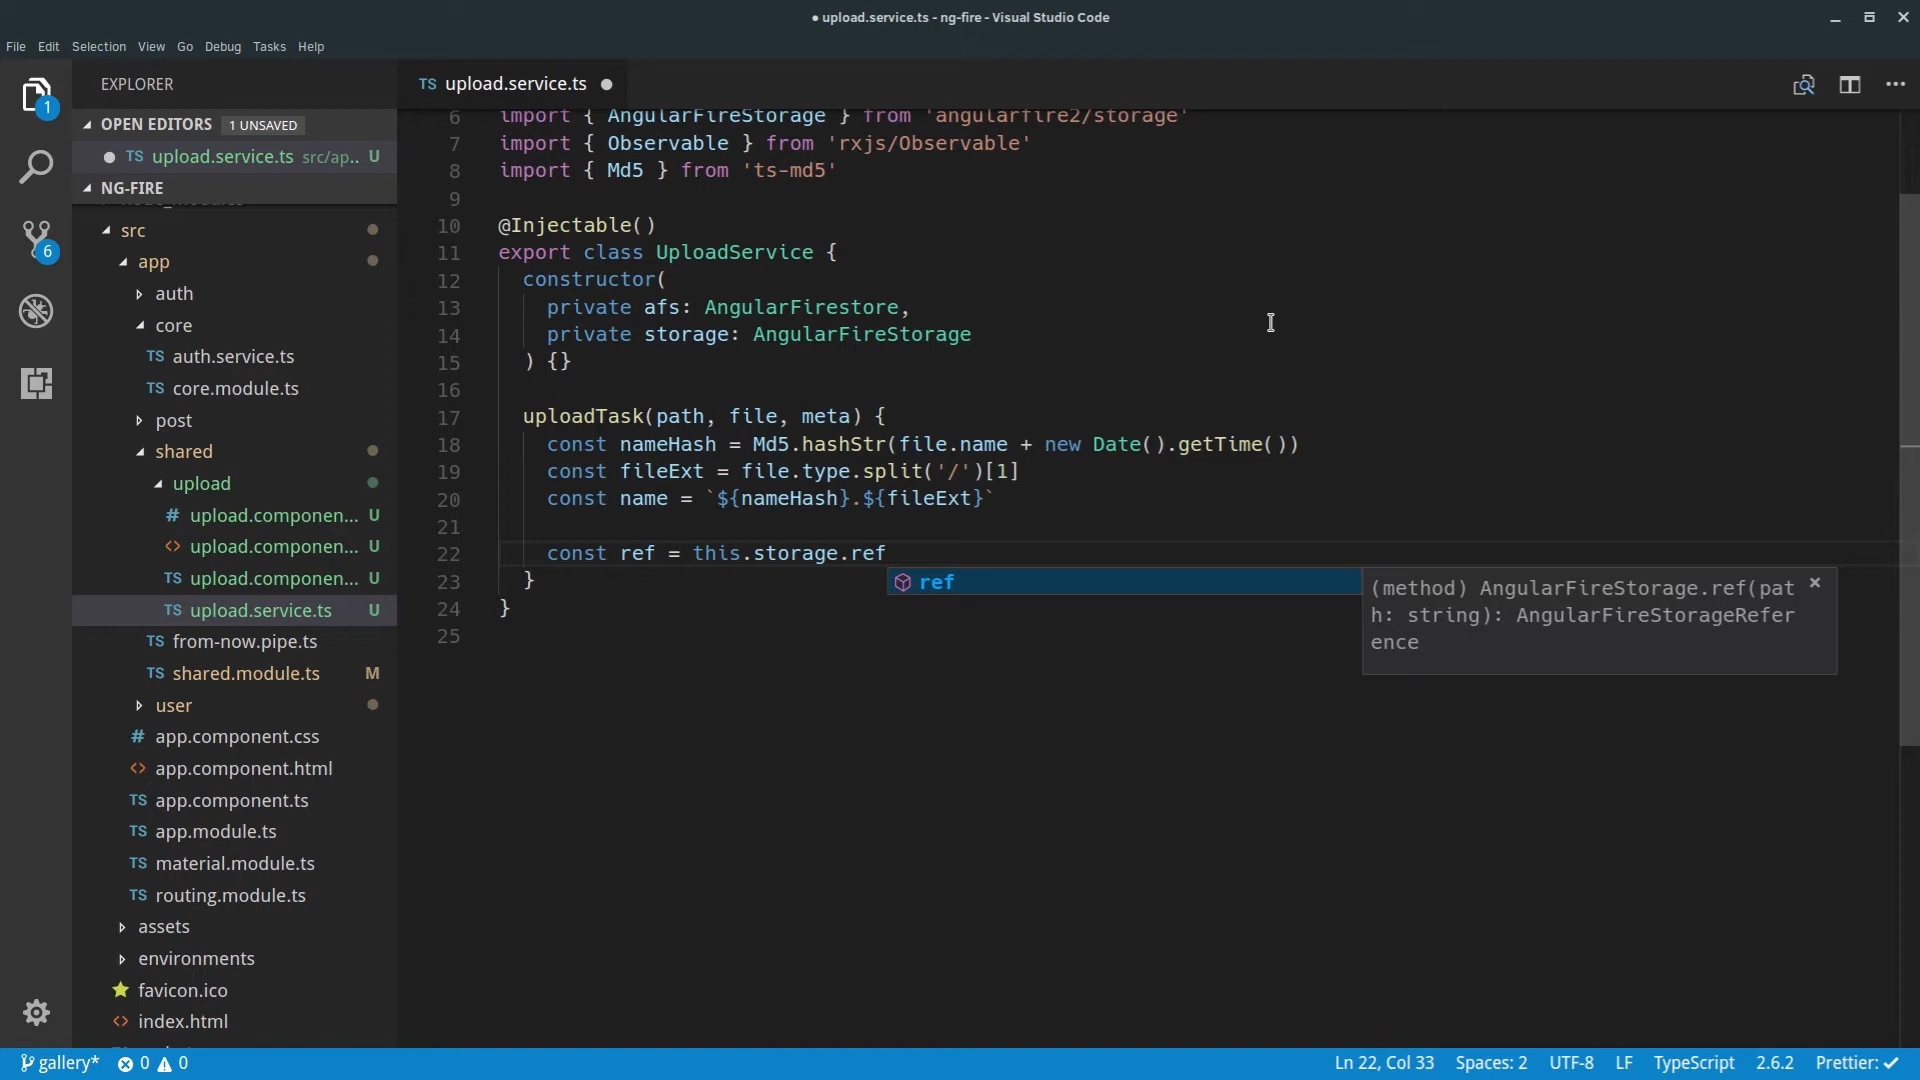 ● upload.service.ts - ng-fire - Visual Studio Code
File Edit Selection View Go Debug Tasks Help
EXPLORER
OPEN EDITORS 1 UNSAVED
TS upload.service.ts src/ap.. U
NG-FIRE
node_modules
src
app
auth
core
TS auth.service.ts
TS core.module.ts
post
shared
upload
# upload.componen... U
<> upload.componen... U
TS upload.componen... U
TS upload.service.ts U
TS from-now.pipe.ts
TS shared.module.ts M
user
# app.component.css
<> app.component.html
TS app.component.ts
TS app.module.ts
TS material.module.ts
TS routing.module.ts
assets
environments
favicon.ico
<> index.html
1
6
TS upload.service.ts
6 import { AngularFireStorage } from 'angularfire2/storage'
7 import { Observable } from 'rxjs/Observable'
8 import { Md5 } from 'ts-md5'
9
10 @Injectable()
11 export class UploadService {
12 constructor(
13 private afs: AngularFirestore,
14 private storage: AngularFireStorage
15 ) {}
16
17 uploadTask(path, file, meta) {
18 const nameHash = Md5.hashStr(file.name + new Date().getTime())
19 const fileExt = file.type.split('/')[1]
20 const name = `${nameHash}.${fileExt}`
21
22 const ref = this.storage.ref
23 }
24 }
25
ref
(method) AngularFireStorage.ref(pat
h: string): AngularFireStorageRefer
ence
gallery* 0 0 Ln 22, Col 33 Spaces: 2 UTF-8 LF TypeScript 2.6.2 Prettier: ✓